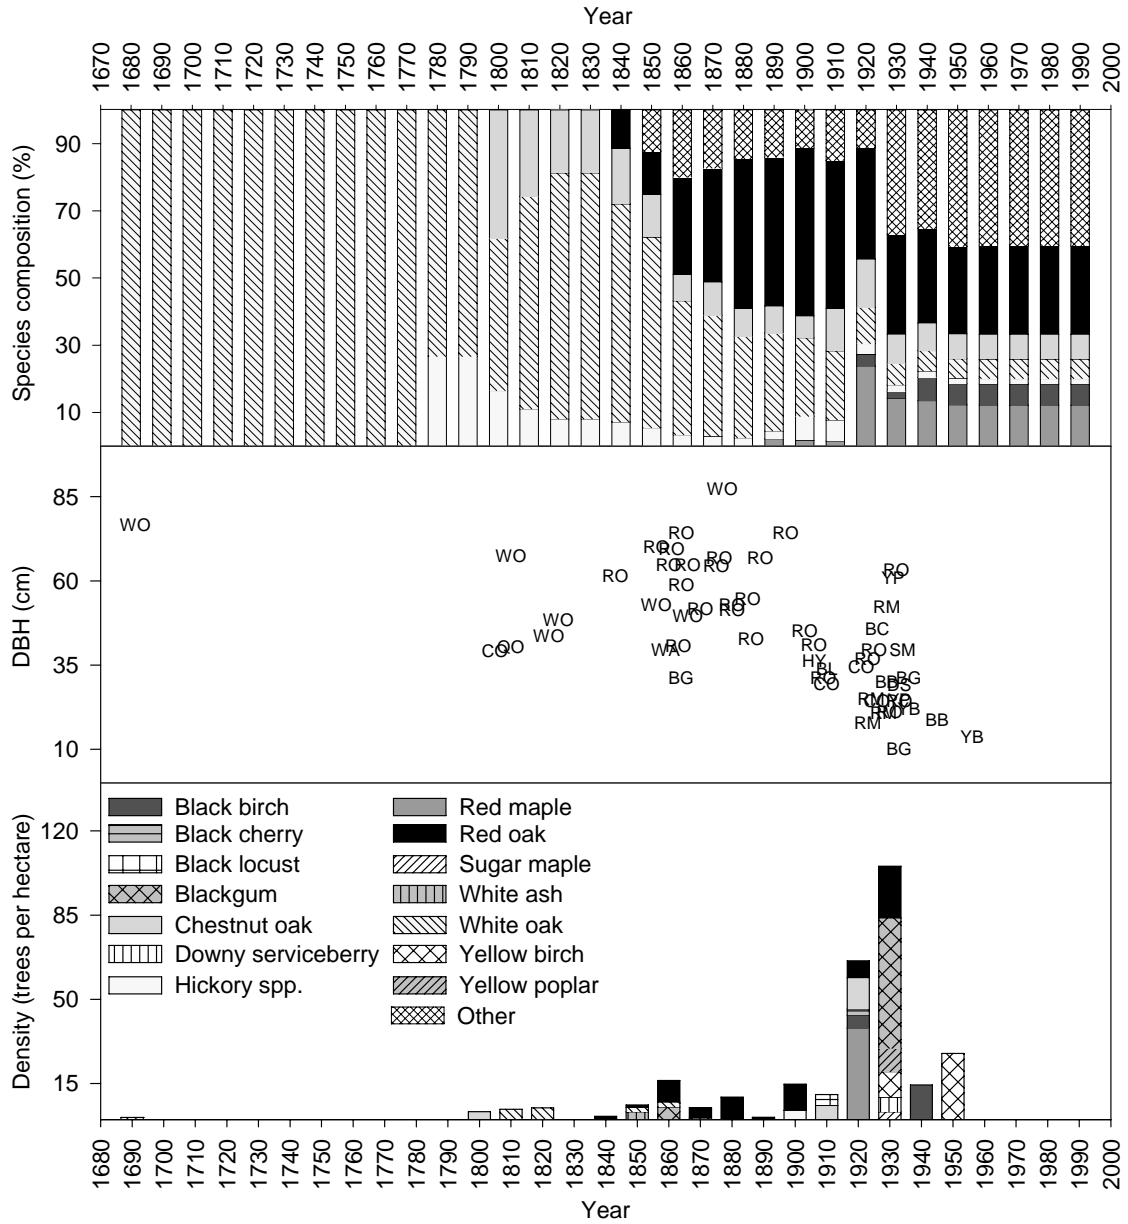 Year
1670 1680 1690 1700 1710 1720 1730 1740 1750 1760 1770 1780 1790 1800 1810 1820 1830 1840 1850 1860 1870 1880 1890 1900 1910 1920 1930 1940 1950 1960 1970 1980 1990 2000
Species composition (%)
90
70
50
30
10
DBH (cm)
85
60
35
10
WO
WO
RO
RO
RO
RO
WO
RO
RO
RO
RO
RO
RO
RO
YP
RO
RO
WO
RO
RO
RO
RM
WO
RO
WO
BC
WO
RO
RO
CO
WA
RO
RO
RO
SM
HY
RO
BL
CO
BG
RO
BG
CO
DS
RM
YB
RM
BB
YB
BG
Density (trees per hectare)
120
85
50
15
Black birch Red maple
Black cherry Red oak
Black locust Sugar maple
Blackgum White ash
Chestnut oak White oak
Downy serviceberry Yellow birch
Hickory spp. Yellow poplar
Other
1680 1690 1700 1710 1720 1730 1740 1750 1760 1770 1780 1790 1800 1810 1820 1830 1840 1850 1860 1870 1880 1890 1900 1910 1920 1930 1940 1950 1960 1970 1980 1990 2000
Year